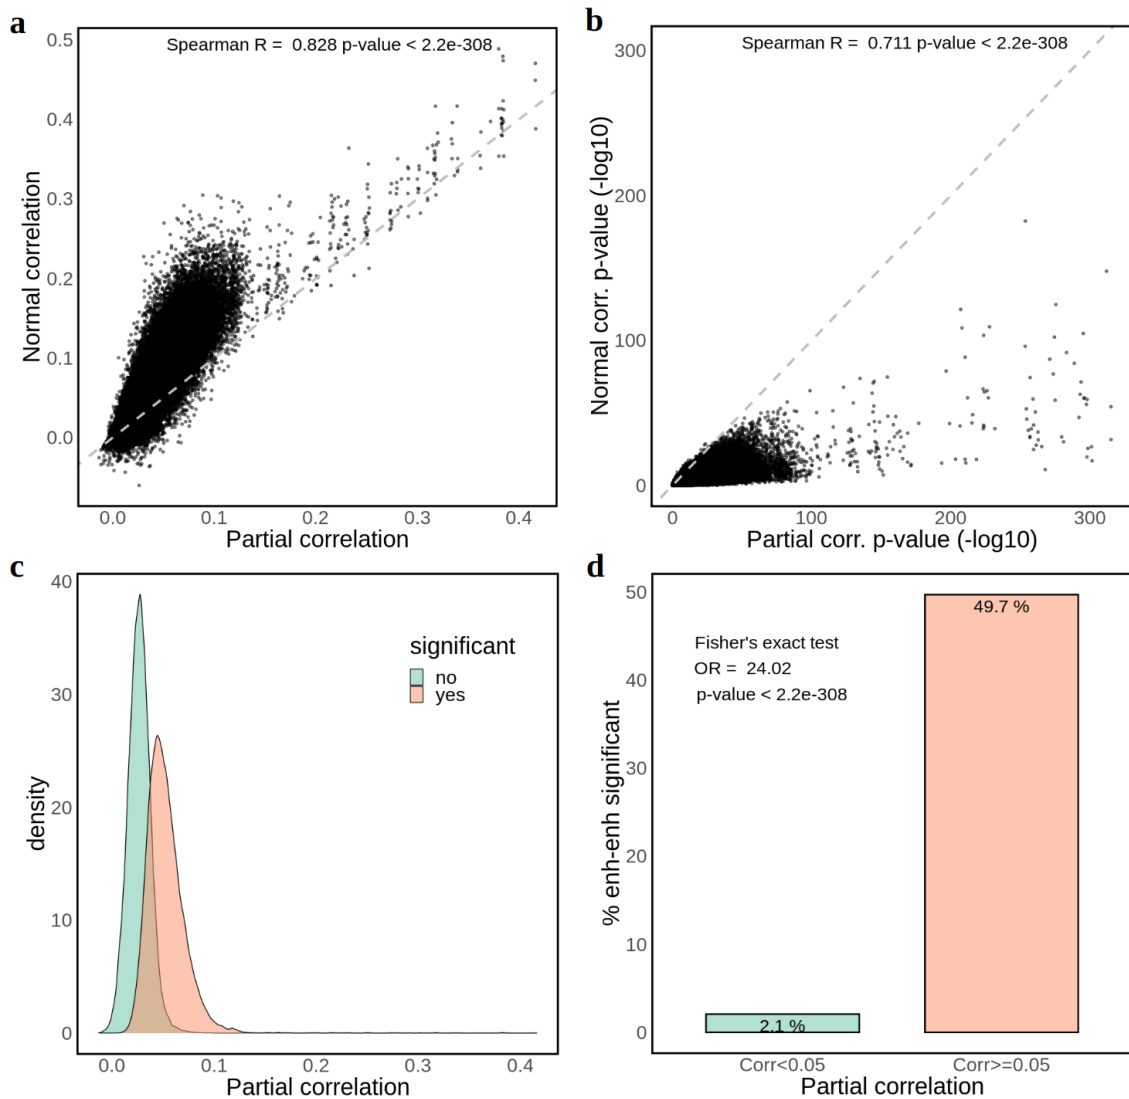 a
Spearman R = 0.828 p-value < 2.2e-308
0.5
0.4
0.3
0.2
0.1
0.0
Normal correlation
0.0 0.1 0.2 0.3 0.4
Partial correlation
b
Spearman R = 0.711 p-value < 2.2e-308
300
200
100
0
Normal corr. p-value (-log10)
0 100 200 300
Partial corr. p-value (-log10)
c
40
30
20
10
0
density
significant
no
yes
0.0 0.1 0.2 0.3 0.4
Partial correlation
d
50
40
30
20
10
0
% enh-enh significant
49.7 %
Fisher's exact test
OR = 24.02
p-value < 2.2e-308
2.1 %
Corr<0.05 Corr>=0.05
Partial correlation